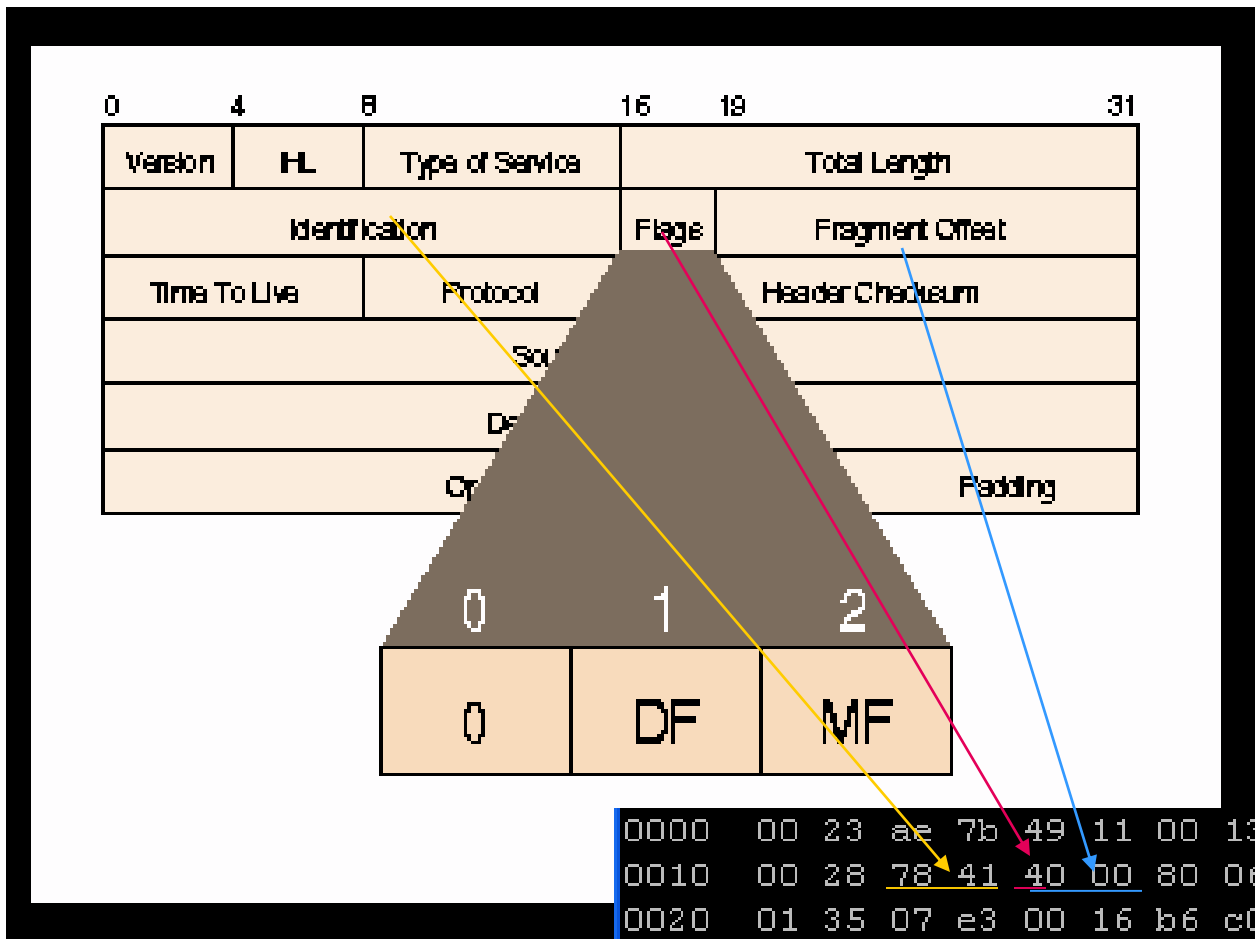 0 4 8 16 19 31
Version IHL Type of Service Total Length
Identification Flags Fragment Offset
Time To Live Protocol Header Checksum
Sou
De
Op Padding
0 1 2
0 DF MF
0000 00 23 ae 7b 49 11 00 13
0010 00 28 78 41 40 00 80 06
0020 01 35 07 e3 00 16 b6 c0